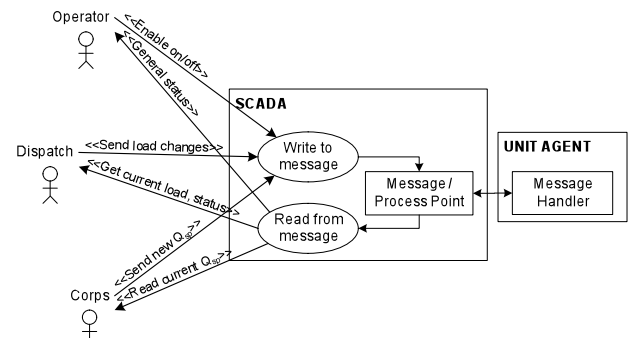 Operator
<<Enable on/off>>
<<General status>>
SCADA
Write to
message
Dispatch
<<Send load changes>>
<<Get current load, status>>
UNIT AGENT
Message /
Process Point
Message
Handler
Read from
message
<<Send new Qsp>>
<<Read current Qsp>>
Corps